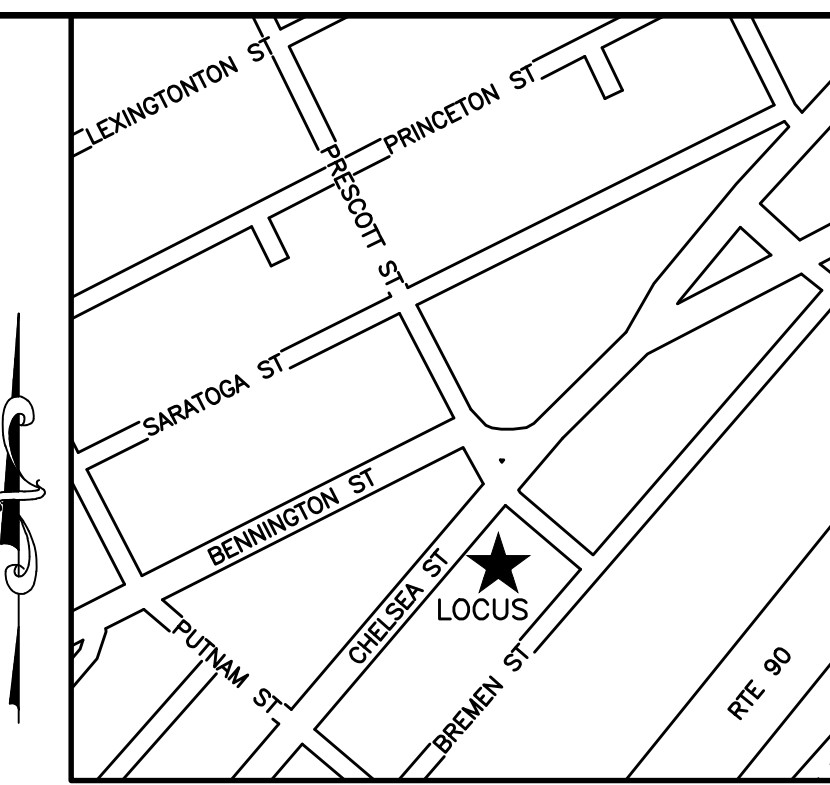 LEXINGTONTON ST
PRINCETON ST
PRESCOTT ST
SARATOGA ST
BENNINGTON ST
CHELSEA ST
LOCUS
PUTNAM ST
BREMEN ST
RTE 90